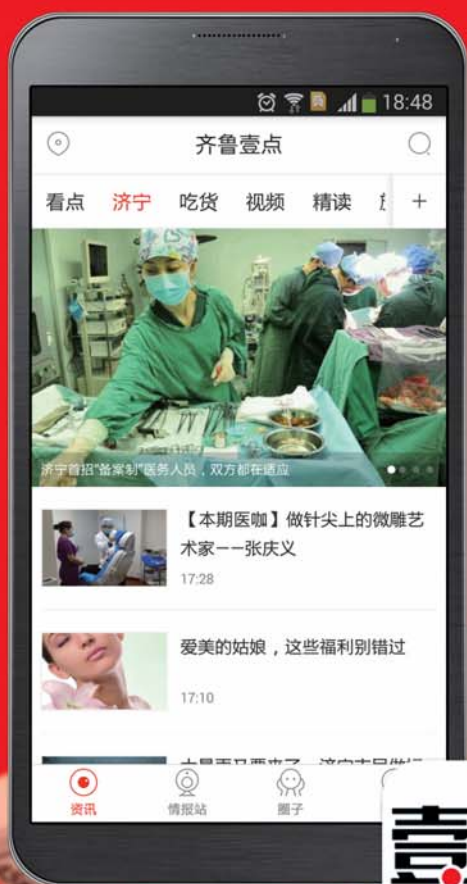 18:48
齐鲁壹点
看点 济宁 吃货 视频 精读
济宁首招“备案制”医务人员，双方都在适应
【本期医咖】做针尖上的微雕艺
术家——张庆义
17:28
爱美的姑娘，这些福利别错过
17:10
资讯 情报站 圈子
壹